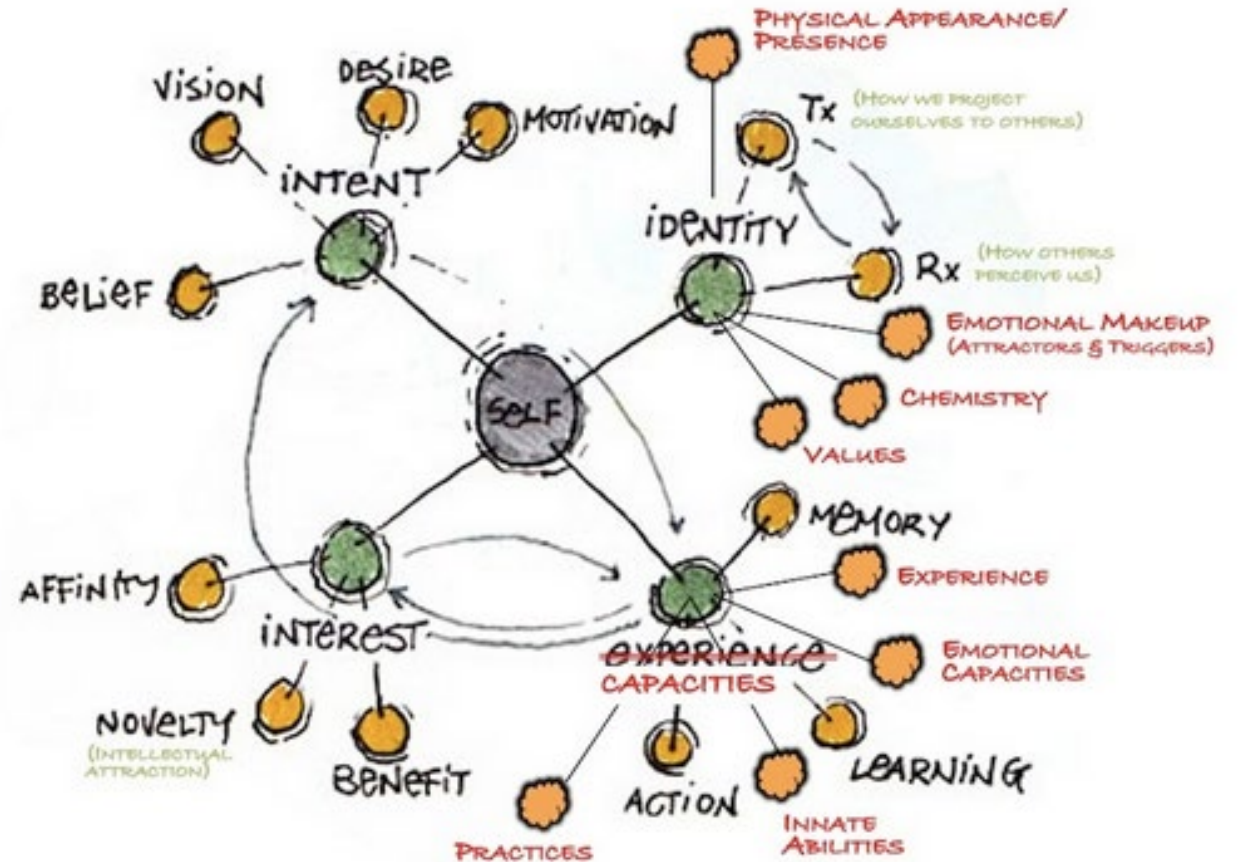 PHYSICAL APPEARANCE/
PRESENCE
VISION
DESIRE
MOTIVATION
Tx
(HOW WE PROJECT
OURSELVES TO OTHERS)
INTENT
IDENTITY
BELIEF
Rx
(HOW OTHERS
PERCEIVE US)
EMOTIONAL MAKEUP
(ATTRACTORS & TRIGGERS)
CHEMISTRY
VALUES
SELF
MEMORY
AFFINITY
EXPERIENCE
INTEREST
EXPERIENCE
CAPACITIES
EMOTIONAL
CAPACITIES
NOVELTY
(INTELLECTUAL
ATTRACTION)
BENEFIT
ACTION
LEARNING
PRACTICES
INNATE
ABILITIES